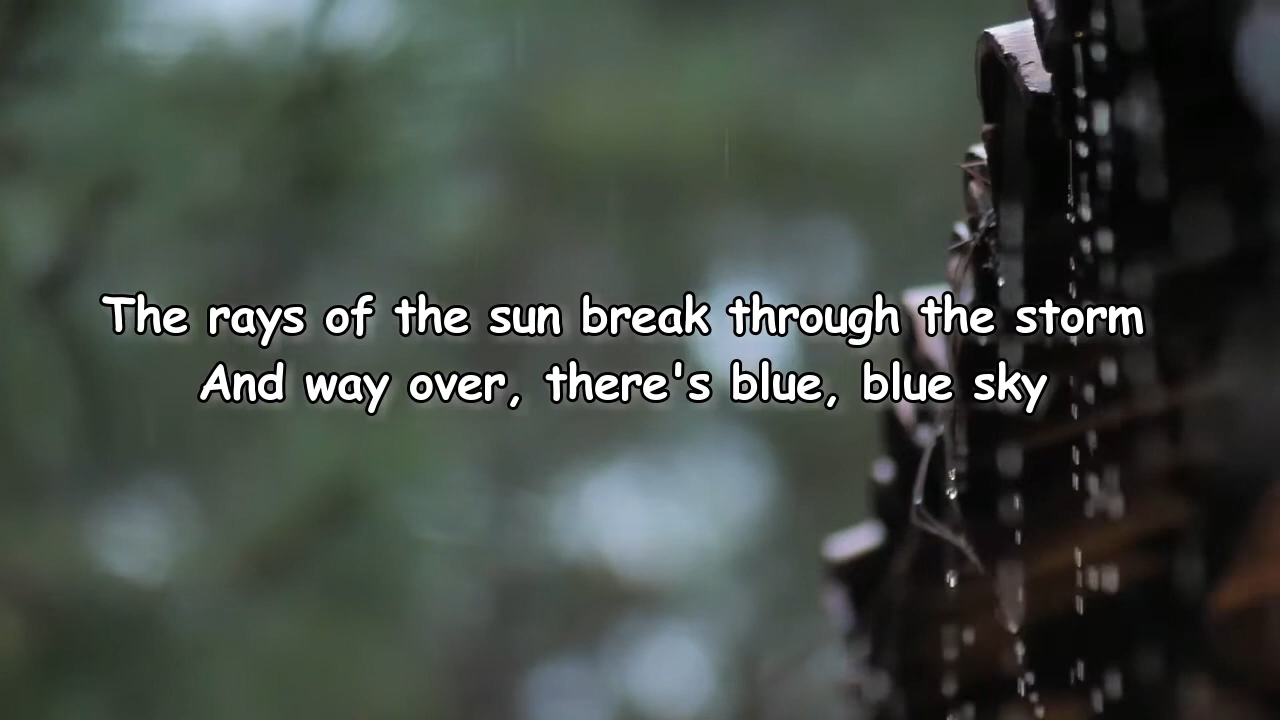 The rays of the sun break through the storm
And way over, there's blue, blue sky